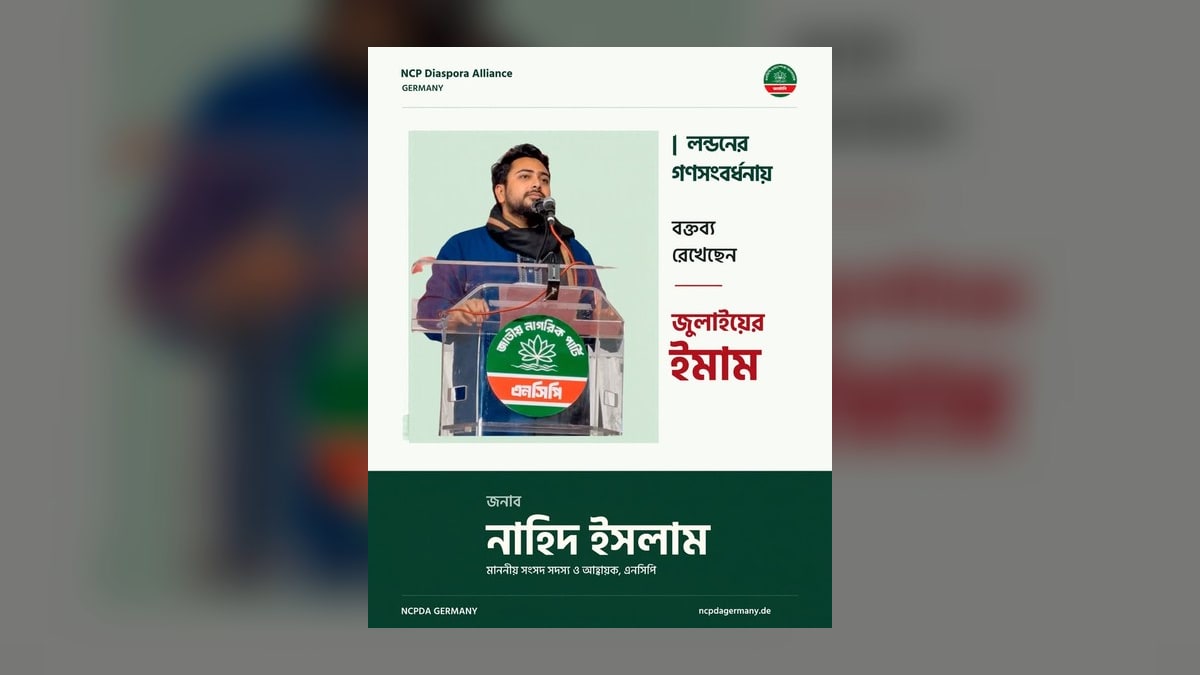 NCP Diaspora Alliance
GERMANY
| লন্ডনের
গণসংবর্ধনায়
বক্তব্য
রেখেছেন
জুলাইয়ের
ইমাম
জাতীয় নাগরিক পার্টি
এনসিপি
জনাব
নাহিদ ইসলাম
মাননীয় সংসদ সদস্য ও আহ্বায়ক, এনসিপি
NCPDA GERMANY
ncpdagermany.de